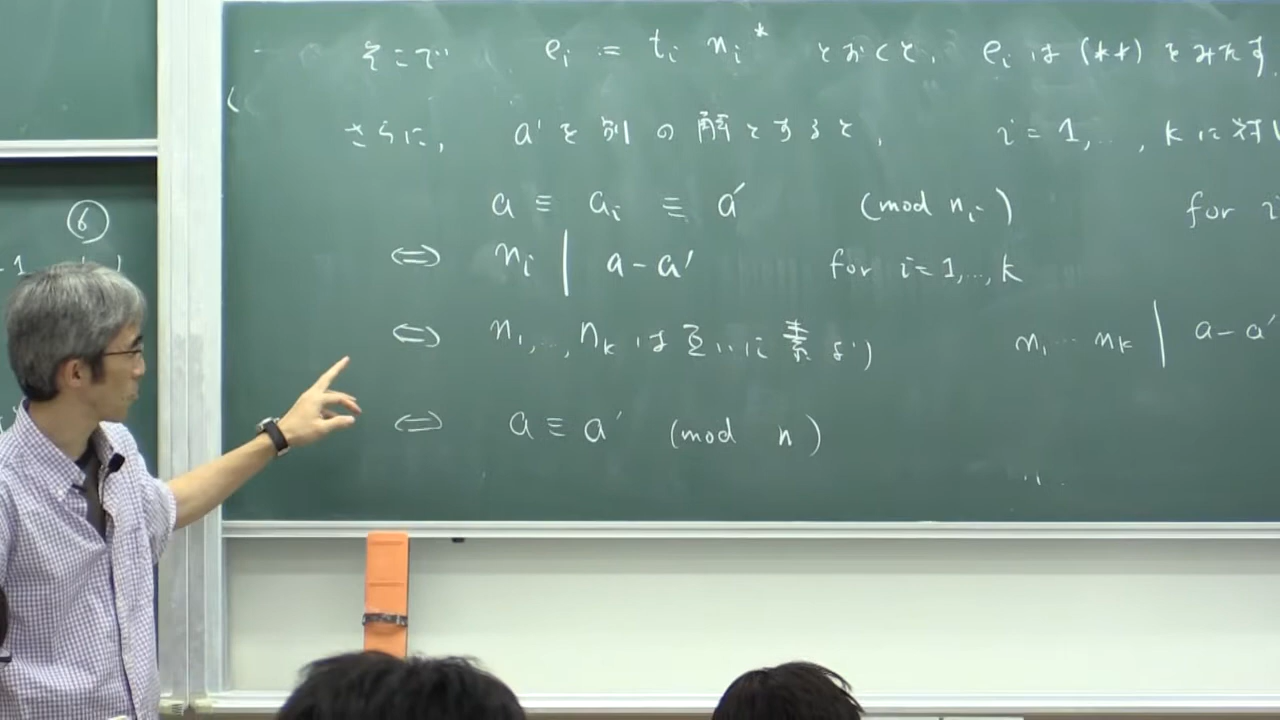 そこで e_i := t_i n_i^* とおくと、 e_i は (**) をみたす.
さらに、 a' を別の解とすると、 i = 1,..., k に対し
a ≡ a_i ≡ a' (mod n_i) for i
⇔ n_i | a - a' for i = 1,..., k
⇔ n_1,..., n_k は互いに素より n_1 ... n_k | a - a'
⇔ a ≡ a' (mod n)
⑥
-1